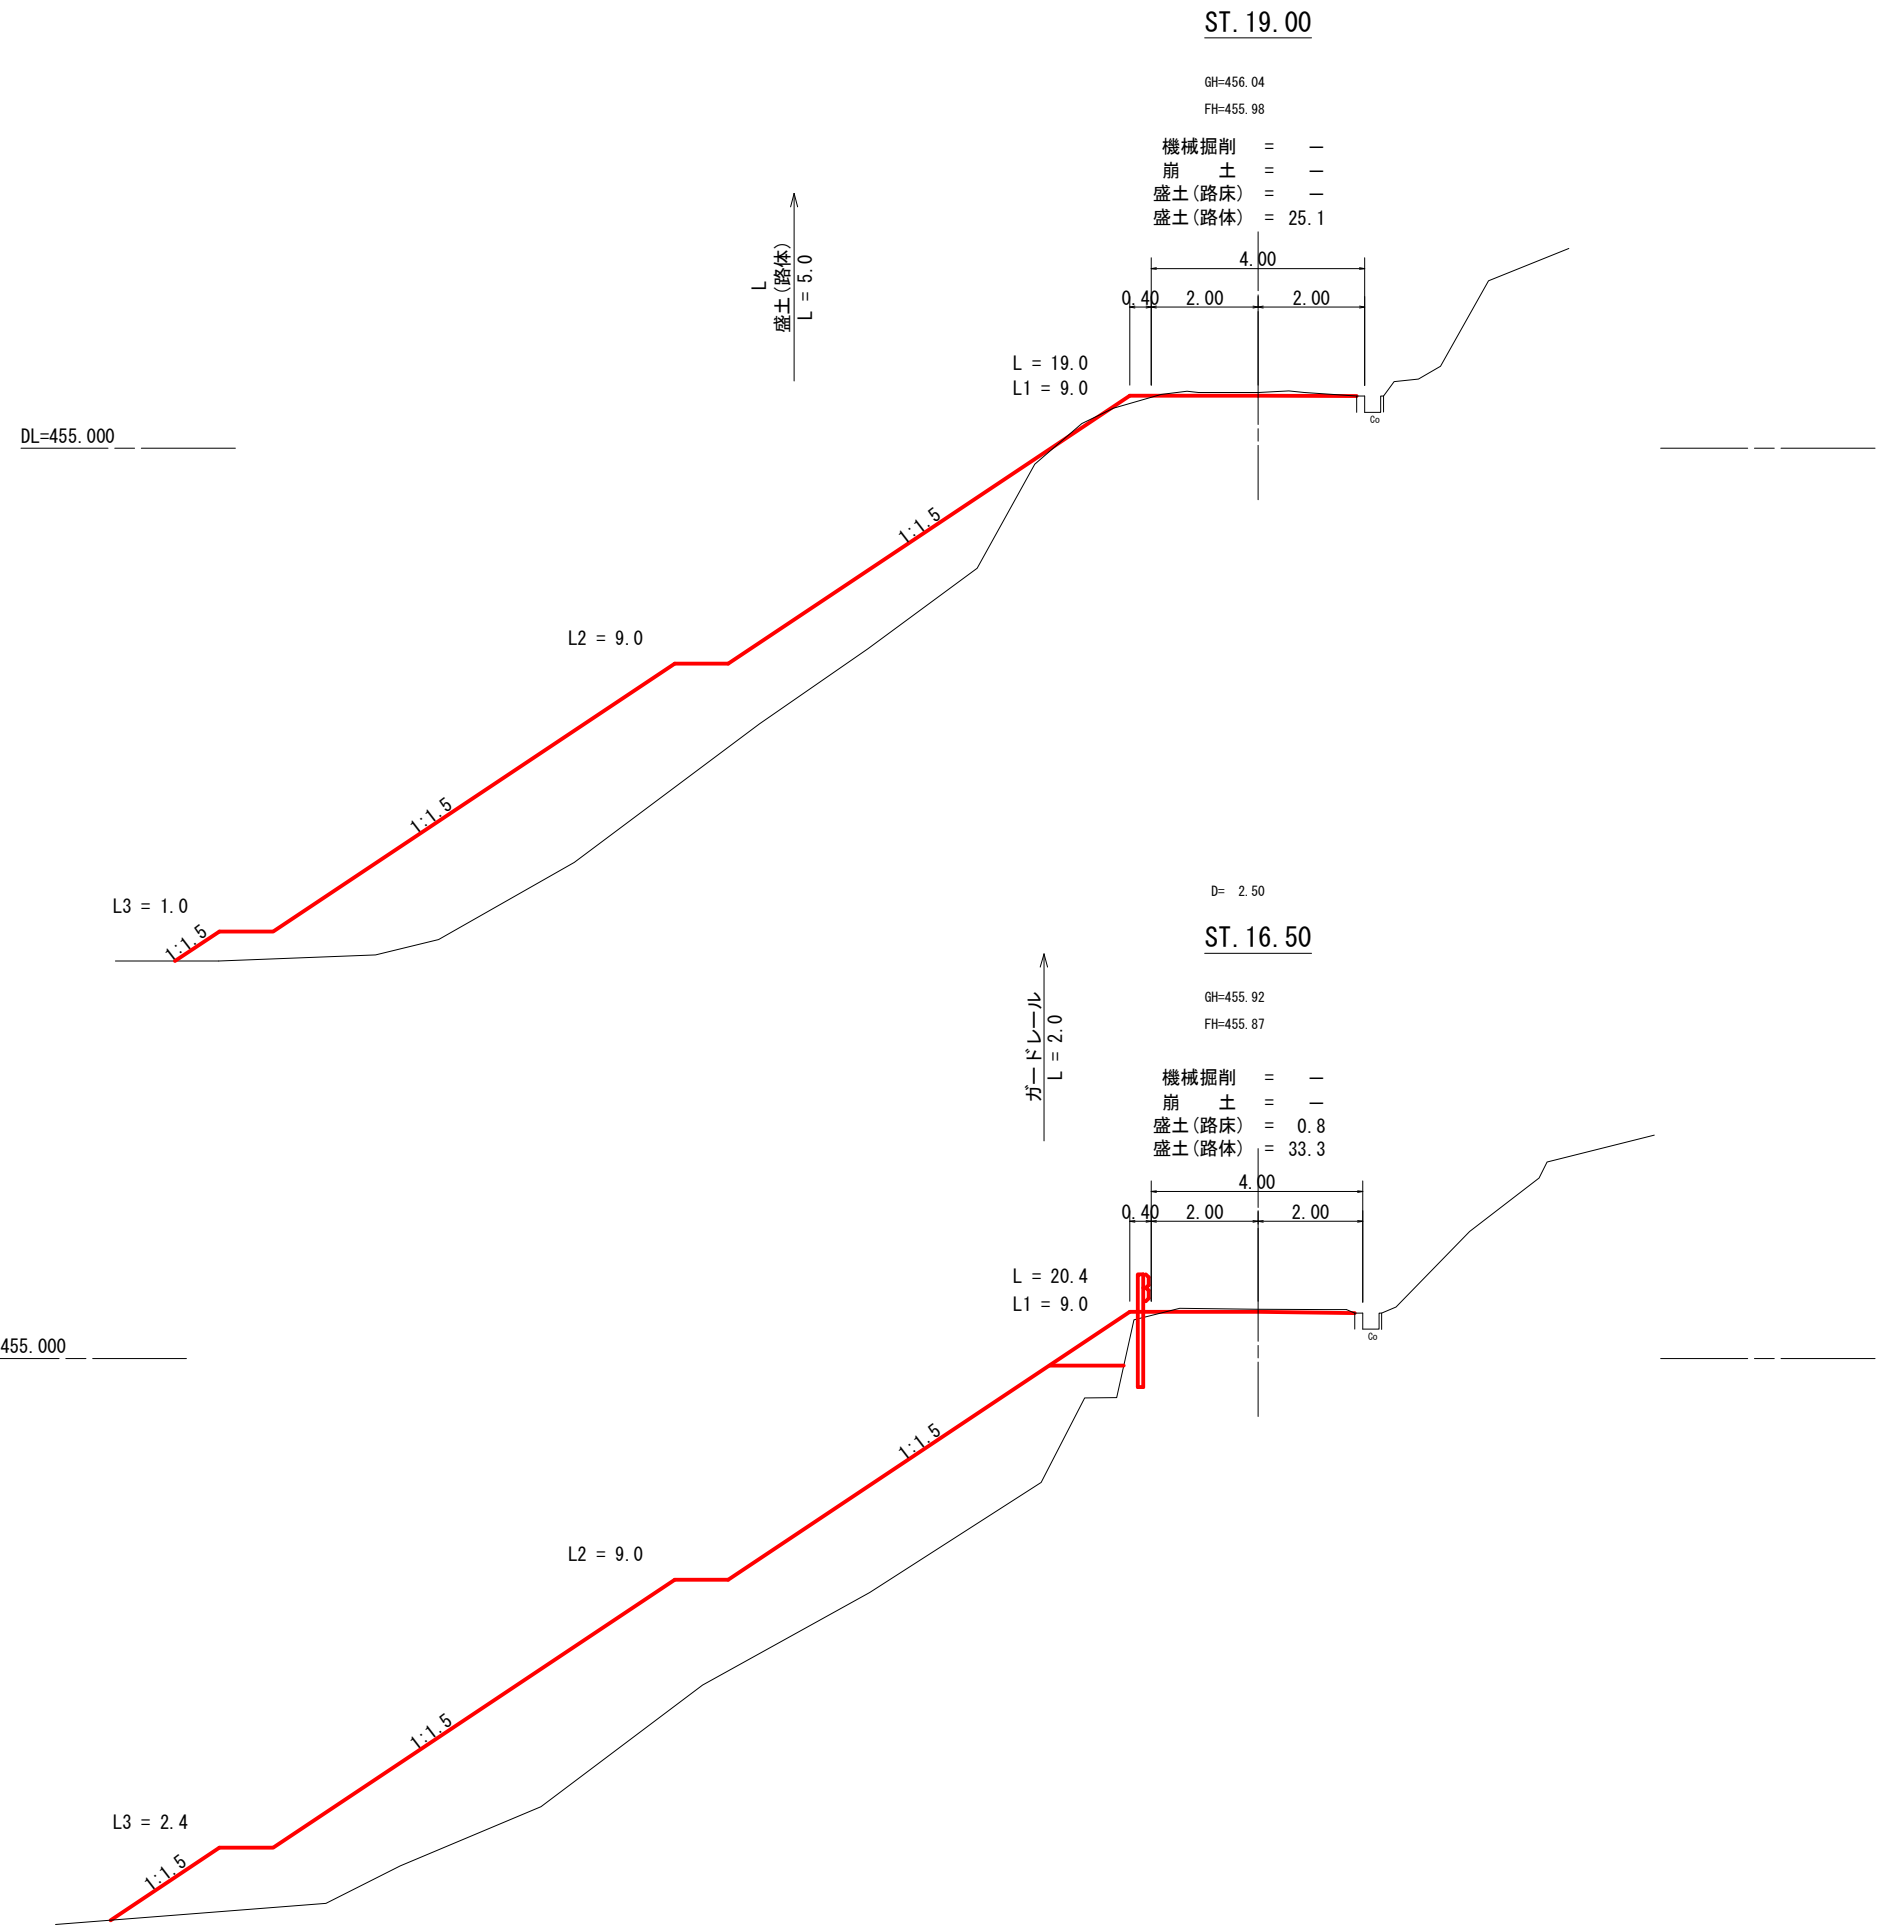 ST.19.00
GH=456.04
FH=455.98
機械掘削 = －
崩 土 = －
盛土(路床) = －
盛土(路体) = 25.1
L
盛土(路体)
L = 5.0
4.00
0.40 2.00 2.00
L = 19.0
L1 = 9.0
Co
DL=455.000
1:1.5
L2 = 9.0
1:1.5
L3 = 1.0
1:1.5
D= 2.50
ST.16.50
GH=455.92
FH=455.87
ガードレール
L = 2.0
機械掘削 = －
崩 土 = －
盛土(路床) = 0.8
盛土(路体) = 33.3
4.00
0.40 2.00 2.00
L = 20.4
L1 = 9.0
Co
455.000
1:1.5
L2 = 9.0
1:1.5
L3 = 2.4
1:1.5